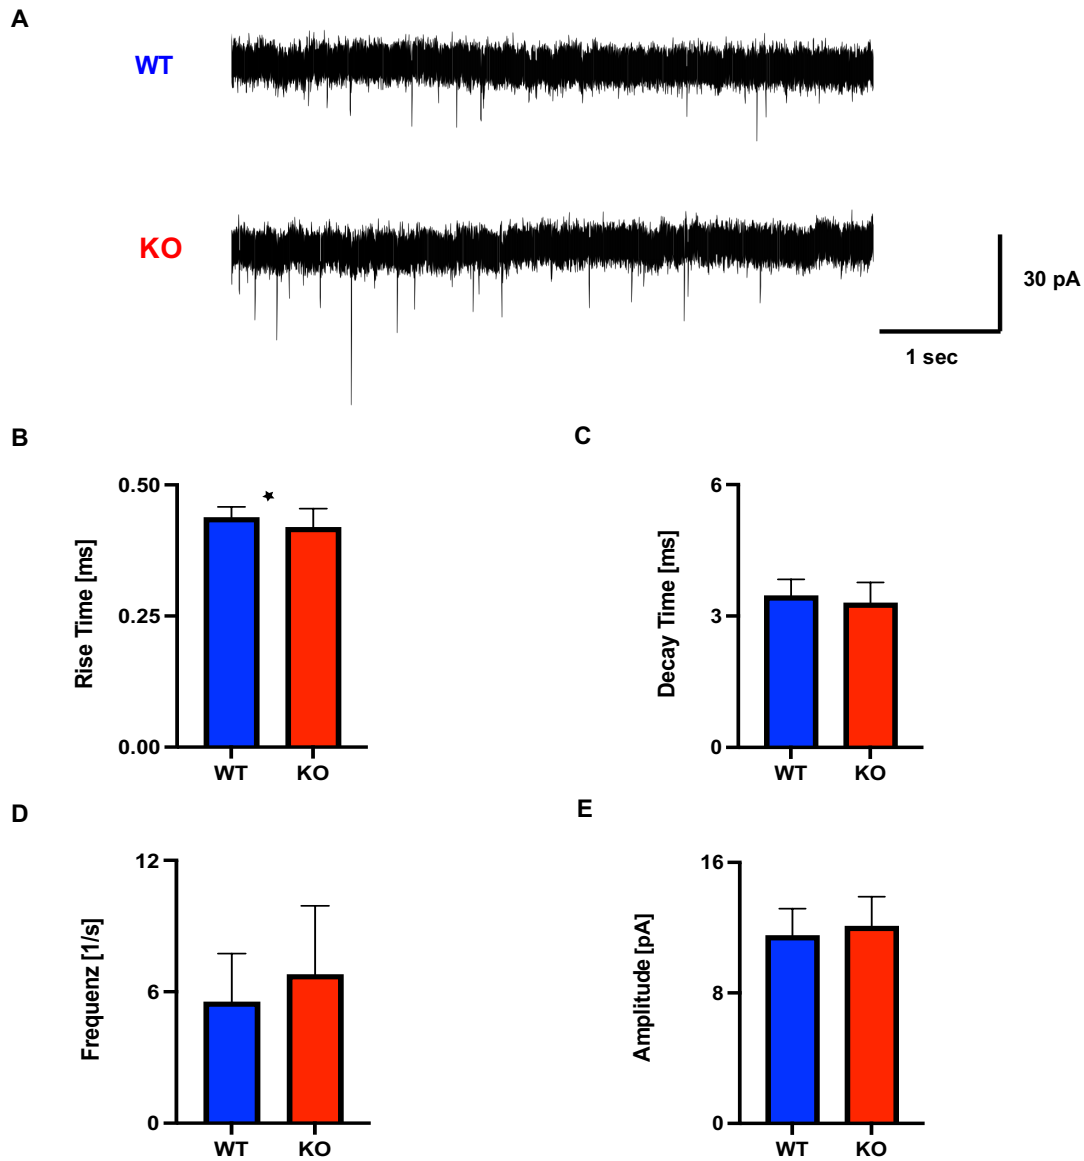 A
WT
KO
30 pA
1 sec
B
0.50
0.25
0.00
Rise Time [ms]
WT KO
C
6
3
0
Decay Time [ms]
WT KO
D
12
6
0
Frequenz [1/s]
WT KO
E
16
8
0
Amplitude [pA]
WT KO